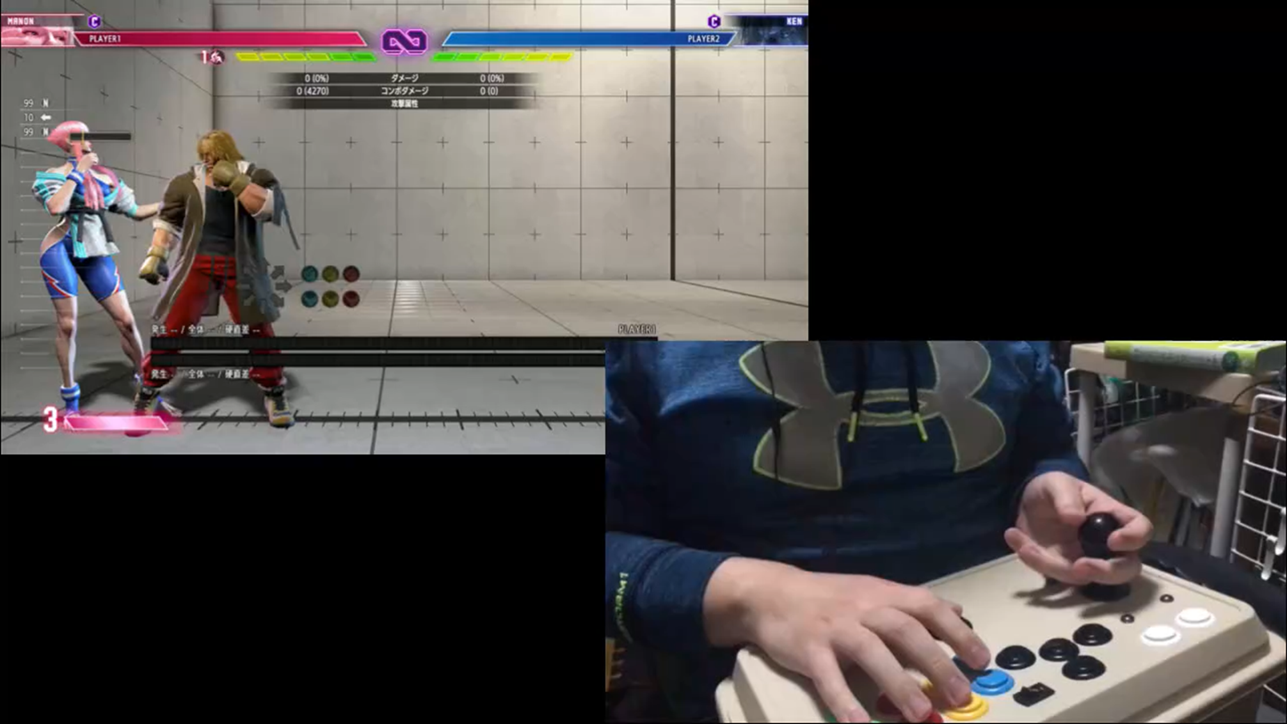 MANON
C
C
KEN
PLAYER1
PLAYER2
1
0 (0%) ダメージ 0 (0%)
0 (4270) コンボダメージ 0 (0)
攻撃属性
99 N
10 ←
99 N
発生 -- / 全体 -- / 硬直差 --
PLAYER1
発生 -- / 全体 -- / 硬直差 --
3